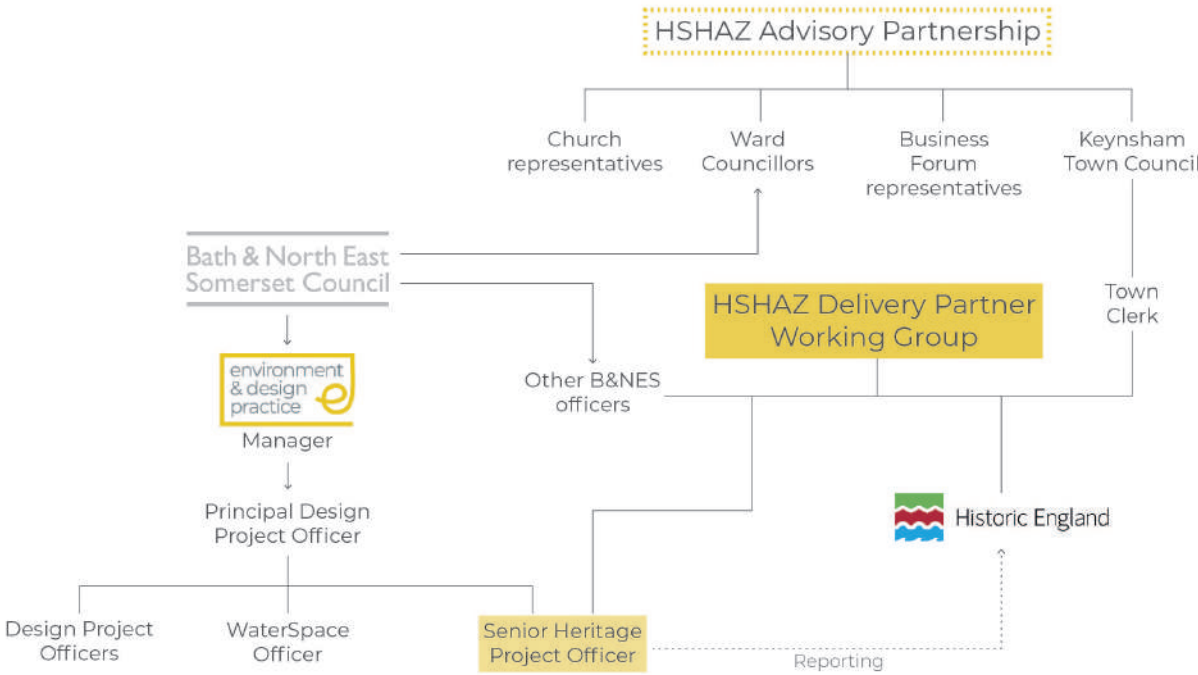 HSHAZ Advisory Partnership
Church
representatives
Ward
Councillors
Business
Forum
representatives
Keynsham
Town Council
Bath & North East
Somerset Council
HSHAZ Delivery Partner
Working Group
Town
Clerk
environment
& design
practice
Manager
Other B&NES
officers
Principal Design
Project Officer
Historic England
Design Project
Officers
WaterSpace
Officer
Senior Heritage
Project Officer
Reporting